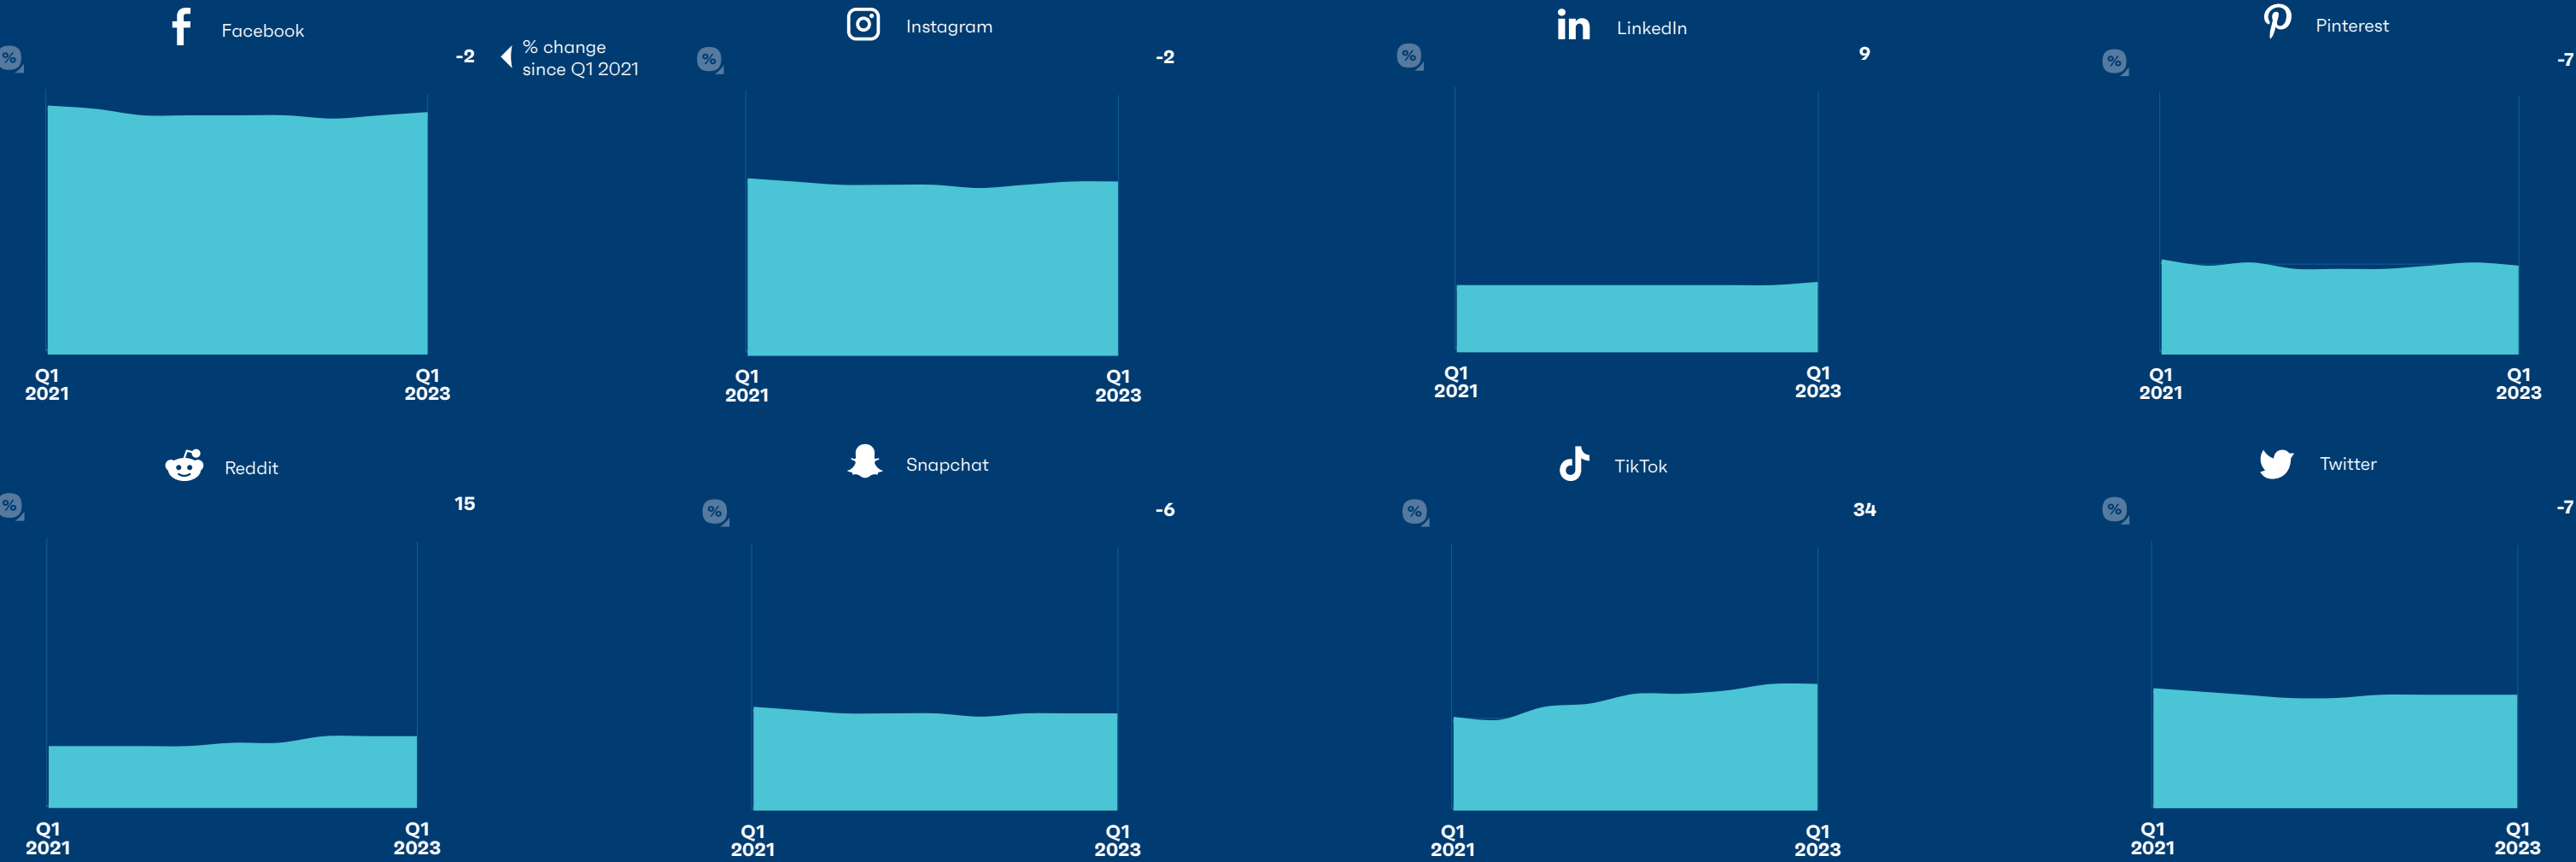 Facebook
%
-2
% change
since Q1 2021
Q1
2021
Q1
2023
Instagram
%
-2
Q1
2021
Q1
2023
in
LinkedIn
%
9
Q1
2021
Q1
2023
Pinterest
%
-7
Q1
2021
Q1
2023
Reddit
%
15
Q1
2021
Q1
2023
Snapchat
%
-6
Q1
2021
Q1
2023
TikTok
%
34
Q1
2021
Q1
2023
Twitter
%
-7
Q1
2021
Q1
2023